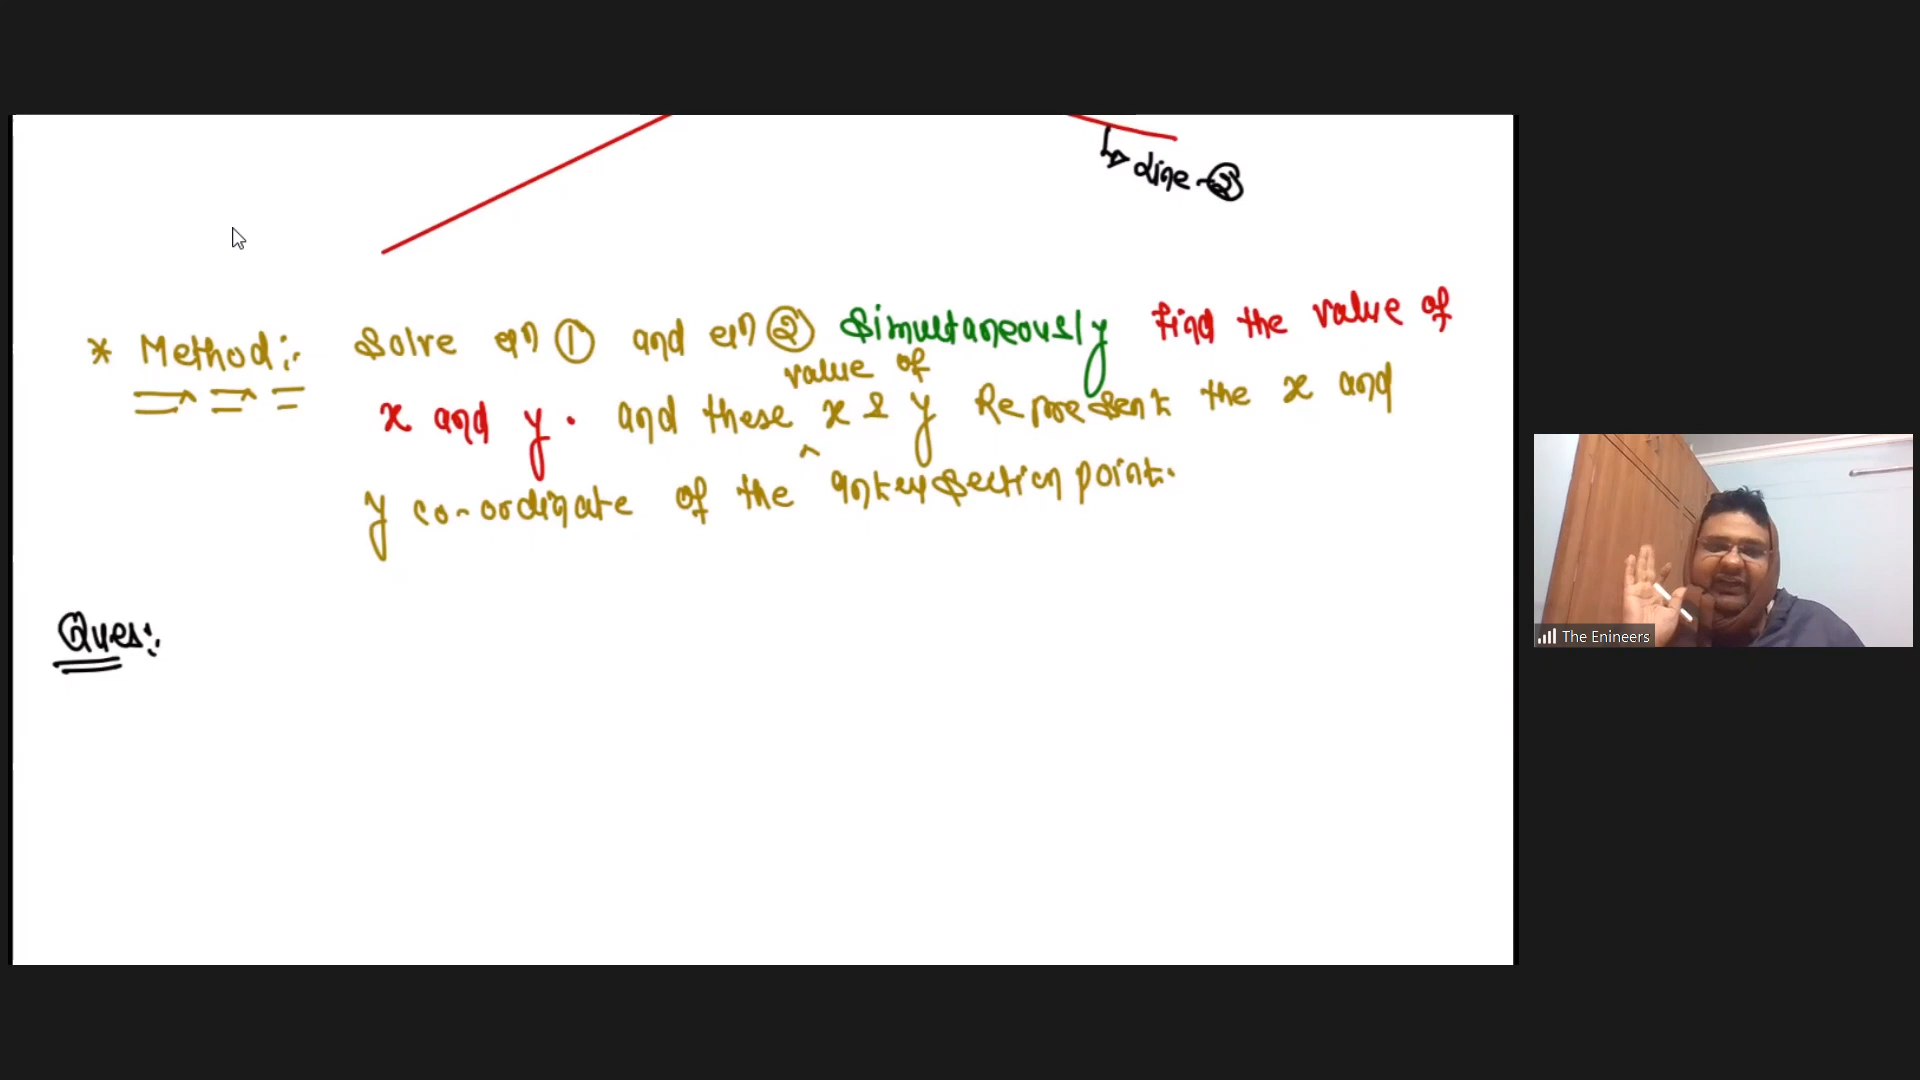 Line-②
* Method:- Solve eqn ① and eqn ② Simultaneously find the value of
value of
x and y. and these ^ x & y Represent the x and
y co-ordinate of the intersection point.
Ques:-
The Enineers